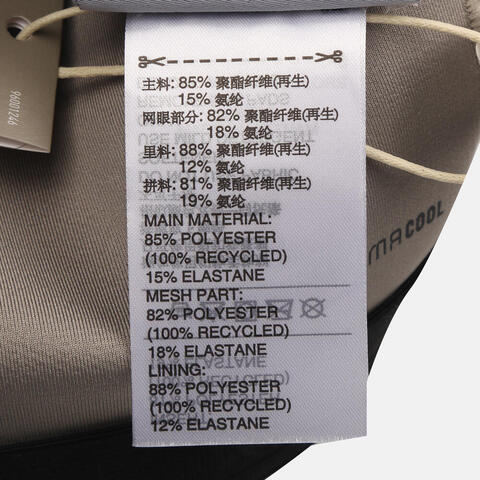 主料: 85% 聚酯纤维(再生)
15% 氨纶
网眼部分: 82% 聚酯纤维(再生)
18% 氨纶
里料: 88% 聚酯纤维(再生)
12% 氨纶
拼料: 81% 聚酯纤维(再生)
19% 氨纶
MAIN MATERIAL:
85% POLYESTER
(100% RECYCLED)
15% ELASTANE
MESH PART:
82% POLYESTER
(100% RECYCLED)
18% ELASTANE
LINING:
88% POLYESTER
(100% RECYCLED)
12% ELASTANE
MACOOL
96001246